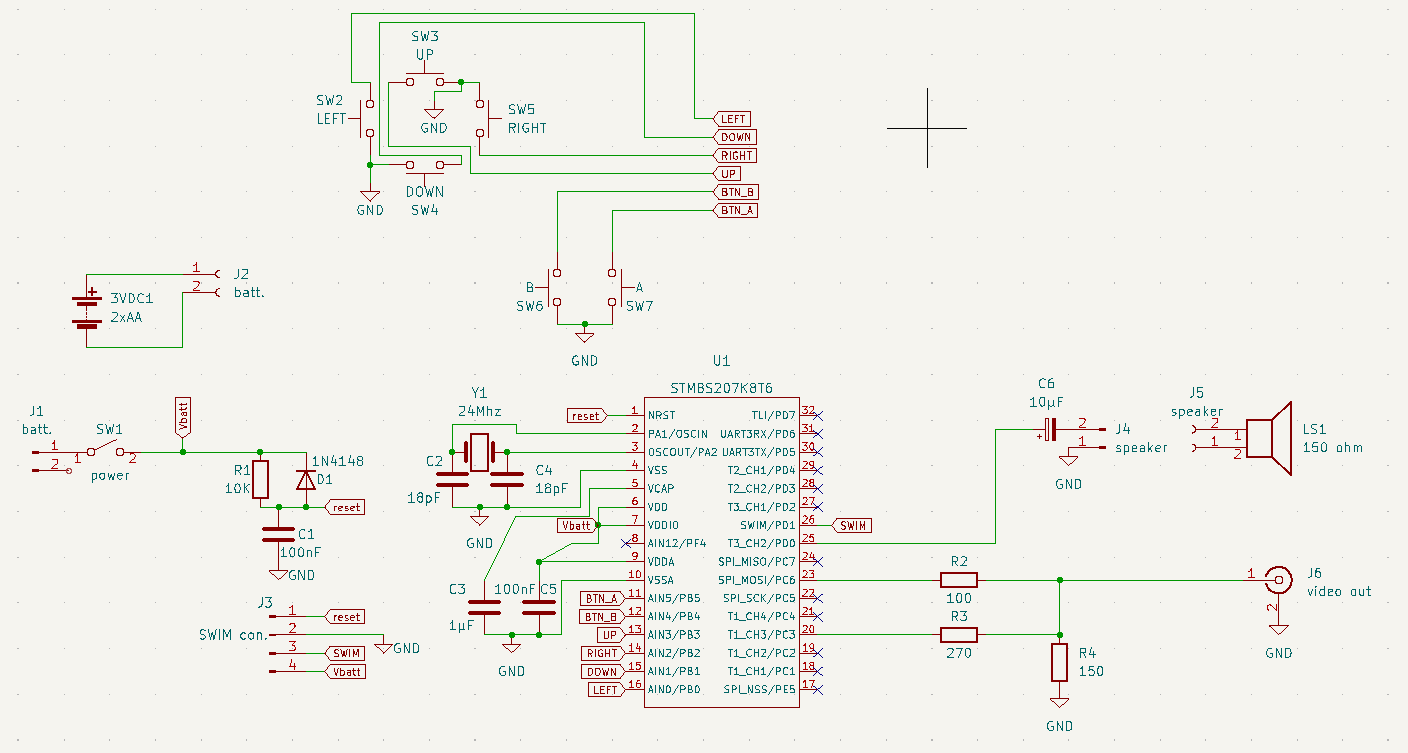 SW3
UP
SW2
LEFT
GND
SW5
RIGHT
LEFT
DOWN
RIGHT
UP
BTN_B
BTN_A
GND
DOWN
SW4
1
2
J2
batt.
3VDC1
2xAA
B
SW6
A
SW7
GND
U1
STMBS207K8T6
J1
batt.
1
2
SW1
1
2
power
Vbatt
R1
10K
1N4148
D1
reset
C1
100nF
GND
J3
SWIM con.
1
2
3
4
reset
GND
SWIM
Vbatt
Y1
24Mhz
C2
18pF
C4
18pF
GND
reset
Vbatt
C3
1µF
100nF
C5
GND
BTN_A
BTN_B
UP
RIGHT
DOWN
LEFT
1 NRST TLI/PD7 32
2 PA1/OSCIN UART3RX/PD6 31
3 OSCOUT/PA2 UART3TX/PD5 30
4 VSS T2_CH1/PD4 29
5 VCAP T2_CH2/PD3 28
6 VDD T3_CH1/PD2 27
7 VDDIO SWIM/PD1 26
8 AIN12/PF4 T3_CH2/PD0 25
9 VDDA SPI_MISO/PC7 24
10 VSSA SPI_MOSI/PC6 23
11 AIN5/PB5 SPI_SCK/PC5 22
12 AIN4/PB4 T1_CH4/PC4 21
13 AIN3/PB3 T1_CH3/PC3 20
14 AIN2/PB2 T1_CH2/PC2 19
15 AIN1/PB1 T1_CH1/PC1 18
16 AIN0/PB0 SPI_NSS/PE5 17
SWIM
C6
10µF
2
1
J4
speaker
GND
J5
speaker
2
1
1
2
LS1
150 ohm
R2
100
R3
270
R4
150
GND
1
2
J6
video out
GND